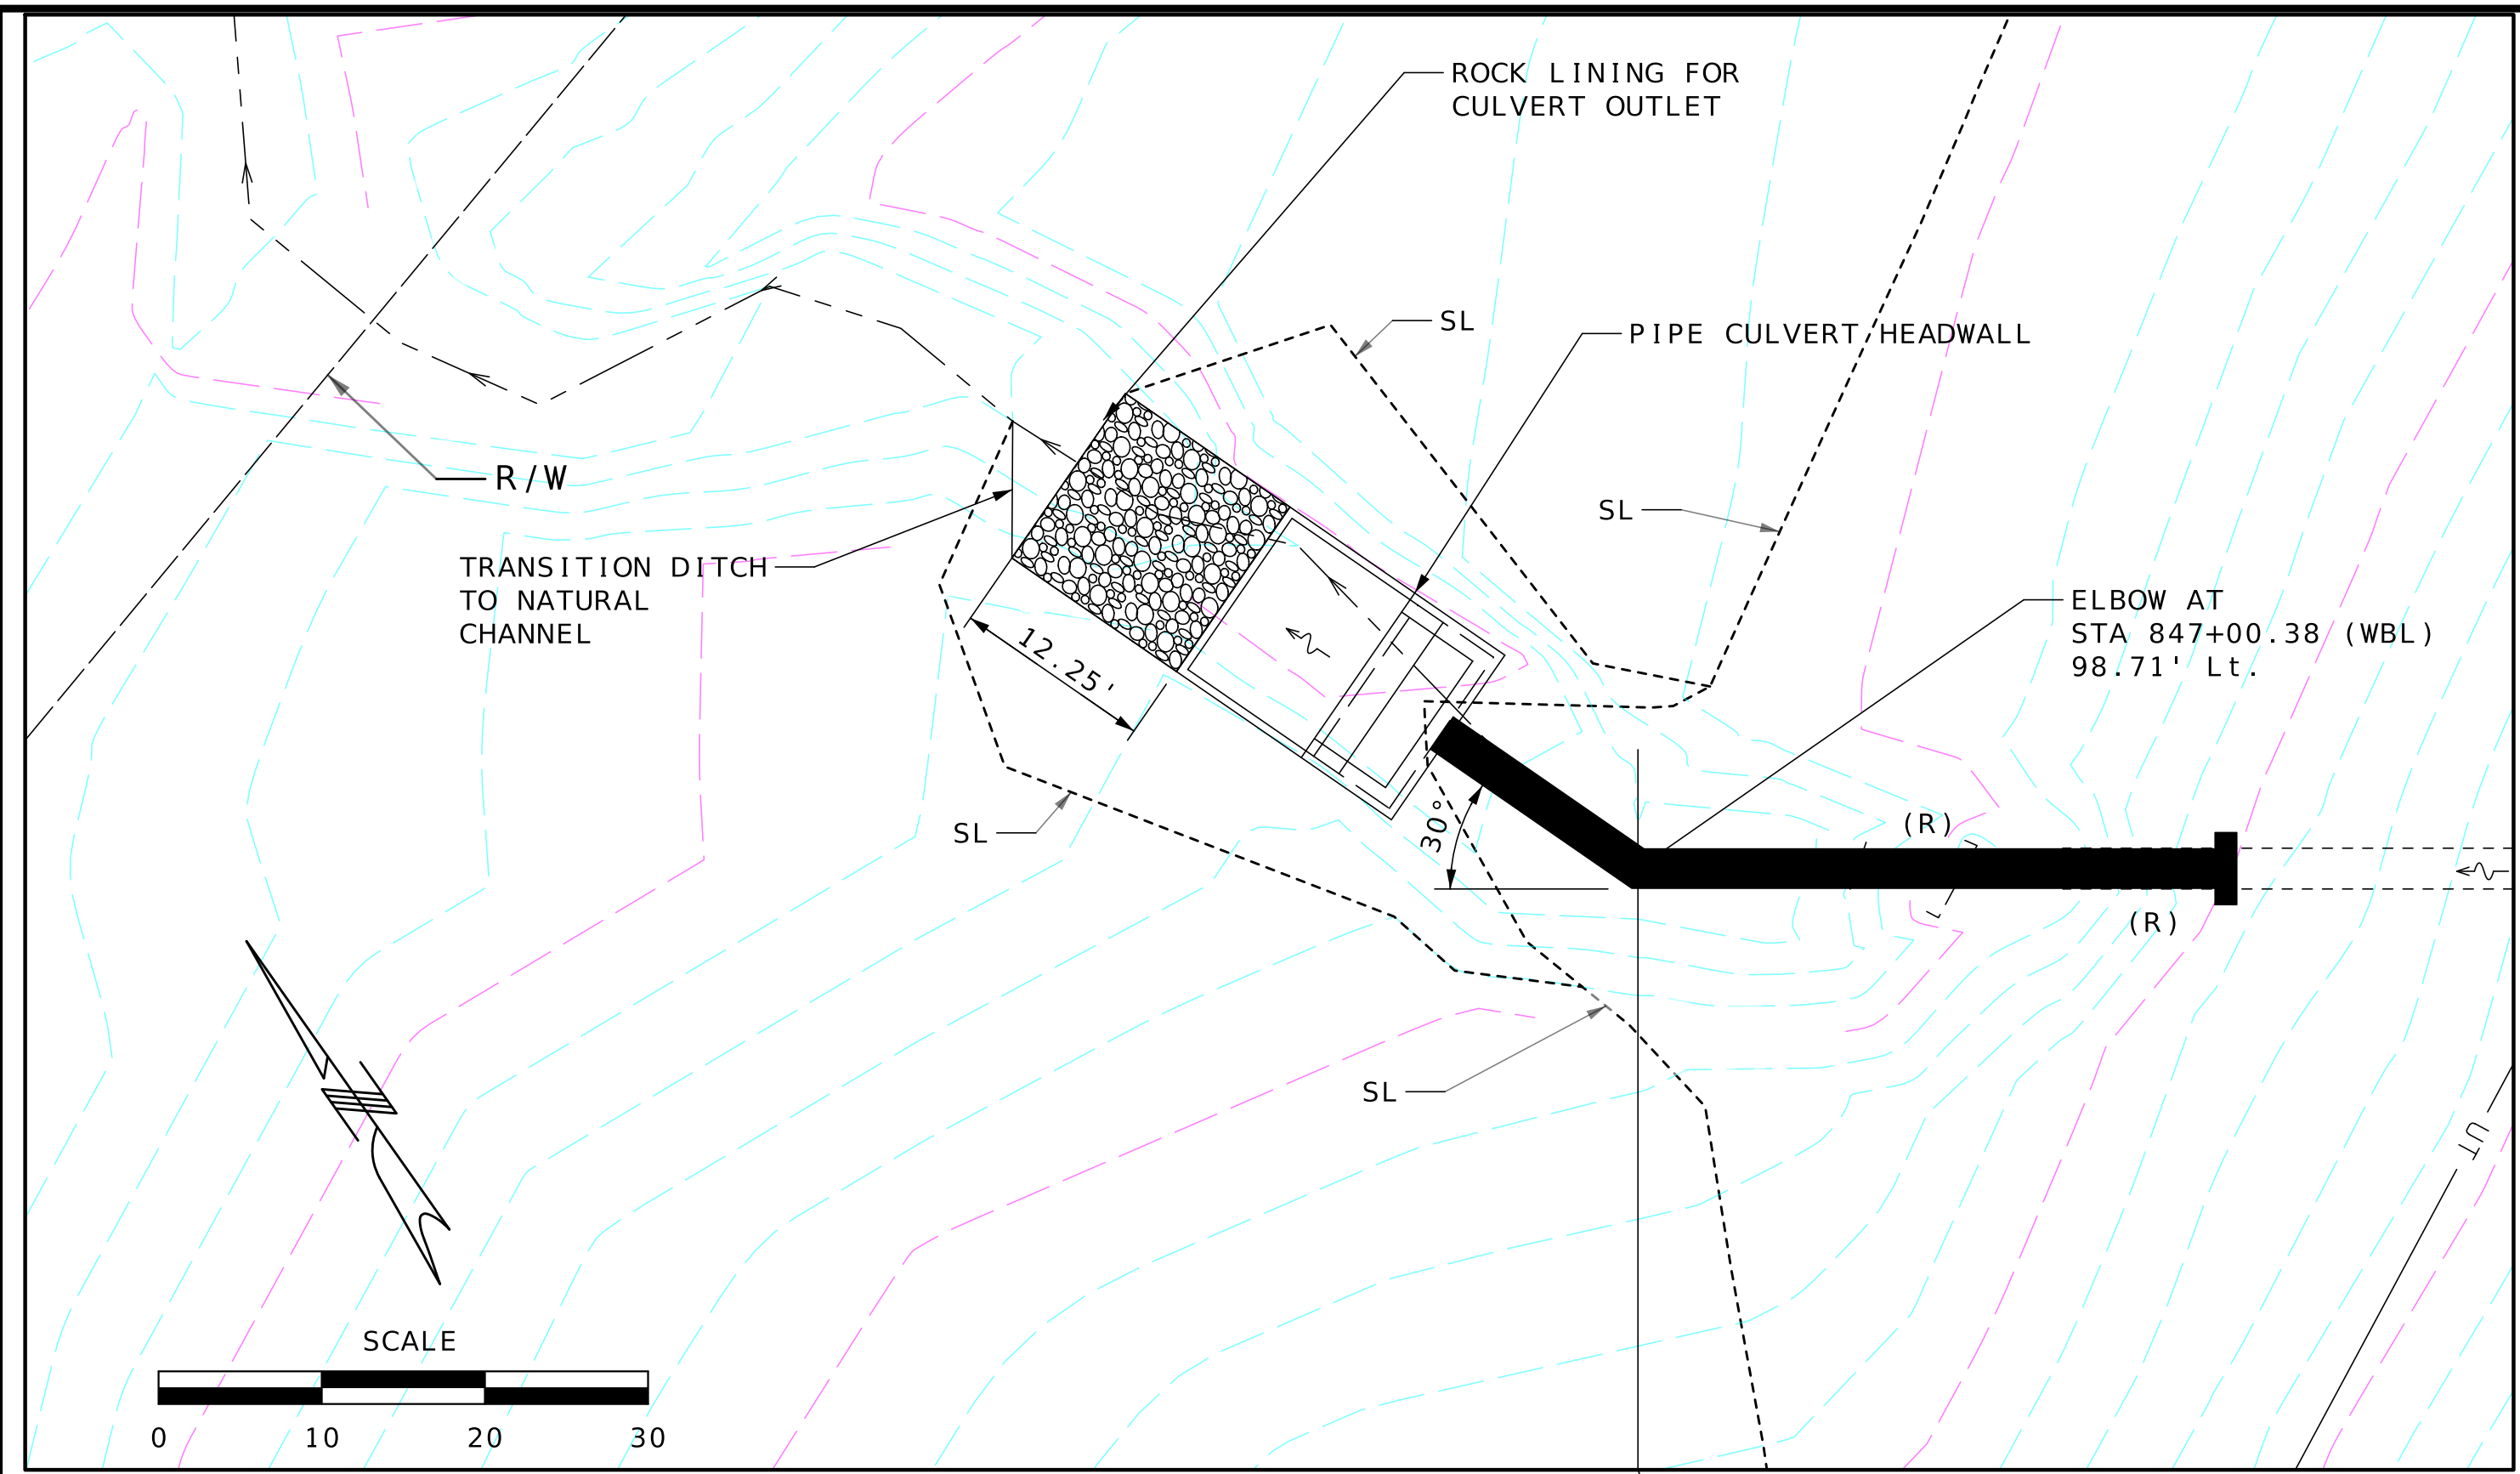 ROCK LINING FOR
CULVERT OUTLET
SL
PIPE CULVERT HEADWALL
R/W
SL
TRANSITION DITCH
TO NATURAL
CHANNEL
ELBOW AT
STA 847+00.38 (WBL)
98.71' Lt.
12.25'
SL
30°
(R)
(R)
SL
UT
SCALE
0 10 20 30